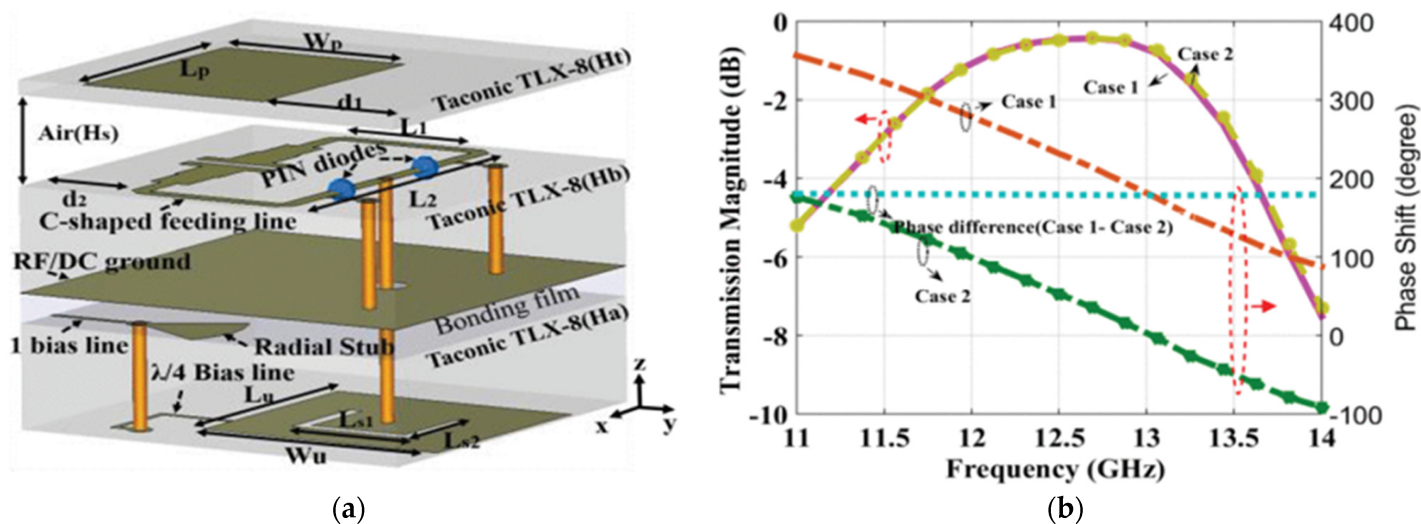 Wp
Lp
d1
Taconic TLX-8(Ht)
Air(Hs)
L1
PIN diodes
d2
L2
C-shaped feeding line
Taconic TLX-8(Hb)
RF/DC ground
Bonding film
1 bias line
Radial Stub
Taconic TLX-8(Ha)
λ/4 Bias line
Lu
Ls1
Ls2
Wu
z
x
y
(a)
Transmission Magnitude (dB)
0
-2
-4
-6
-8
-10
Case 2
Case 1
Case 1
Phase difference(Case 1- Case 2)
Case 2
400
300
200
100
0
-100
Phase Shift (degree)
11 11.5 12 12.5 13 13.5 14
Frequency (GHz)
(b)